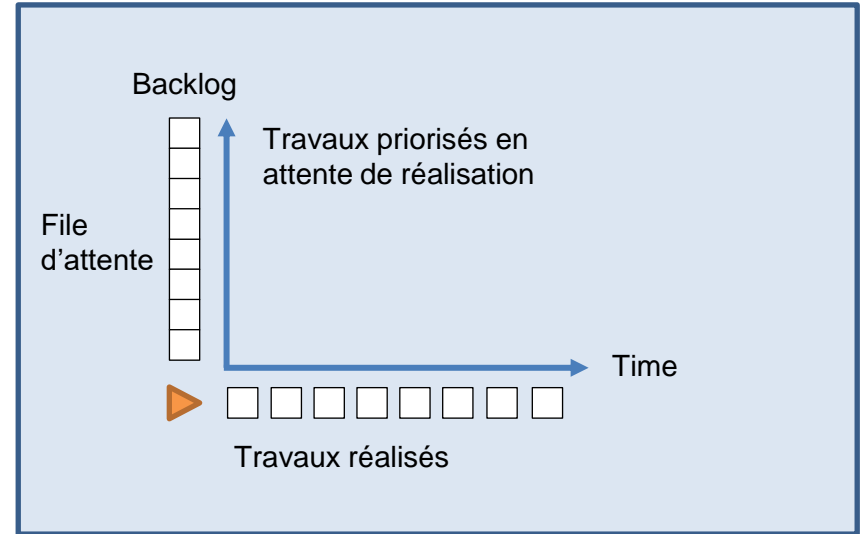 Backlog
Travaux priorisés en
attente de réalisation
File
d’attente
Time
Travaux réalisés